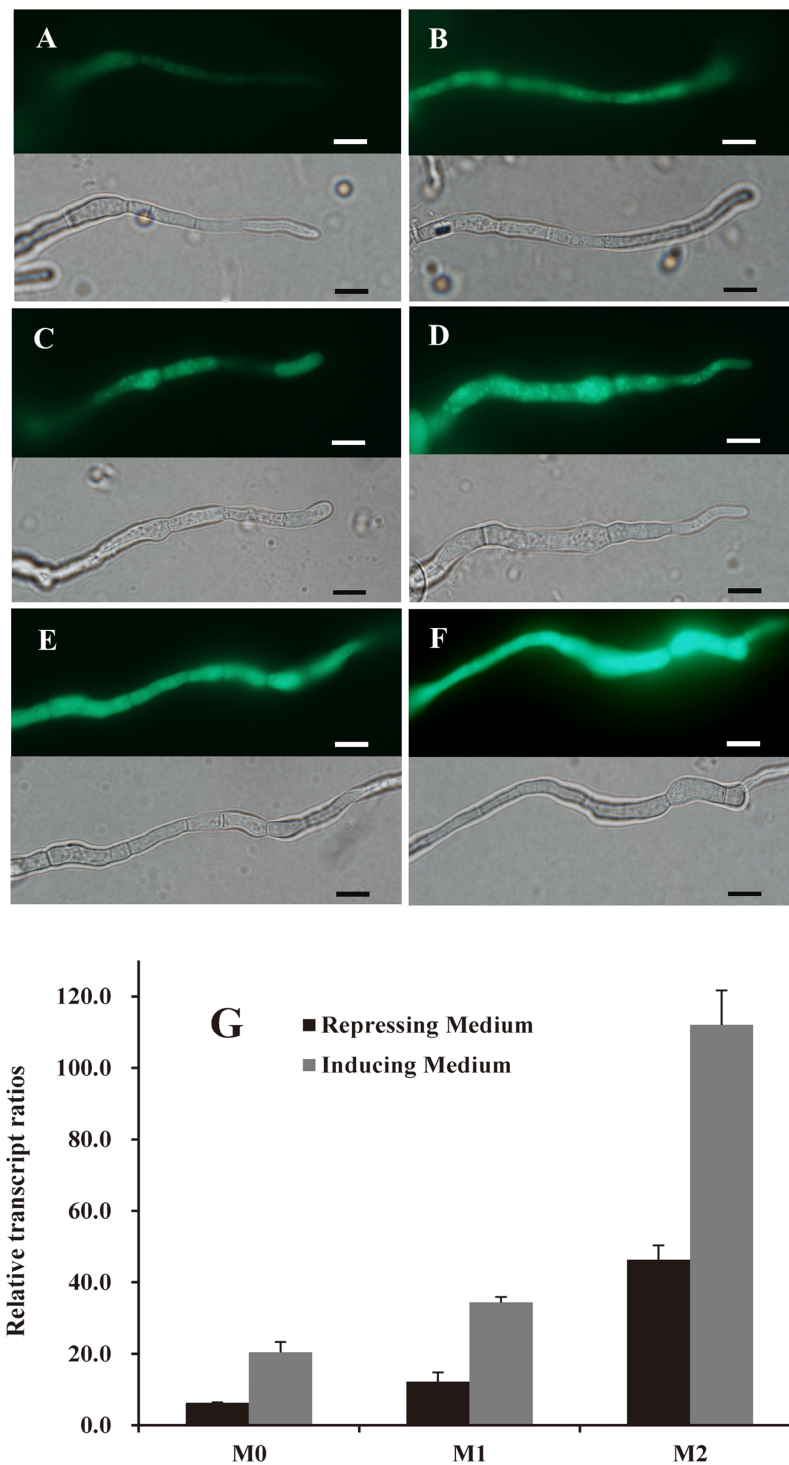 A
B
C
D
E
F
G
Repressing Medium
Inducing Medium
Relative transcript ratios
120.0
100.0
80.0
60.0
40.0
20.0
0.0
M0 M1 M2